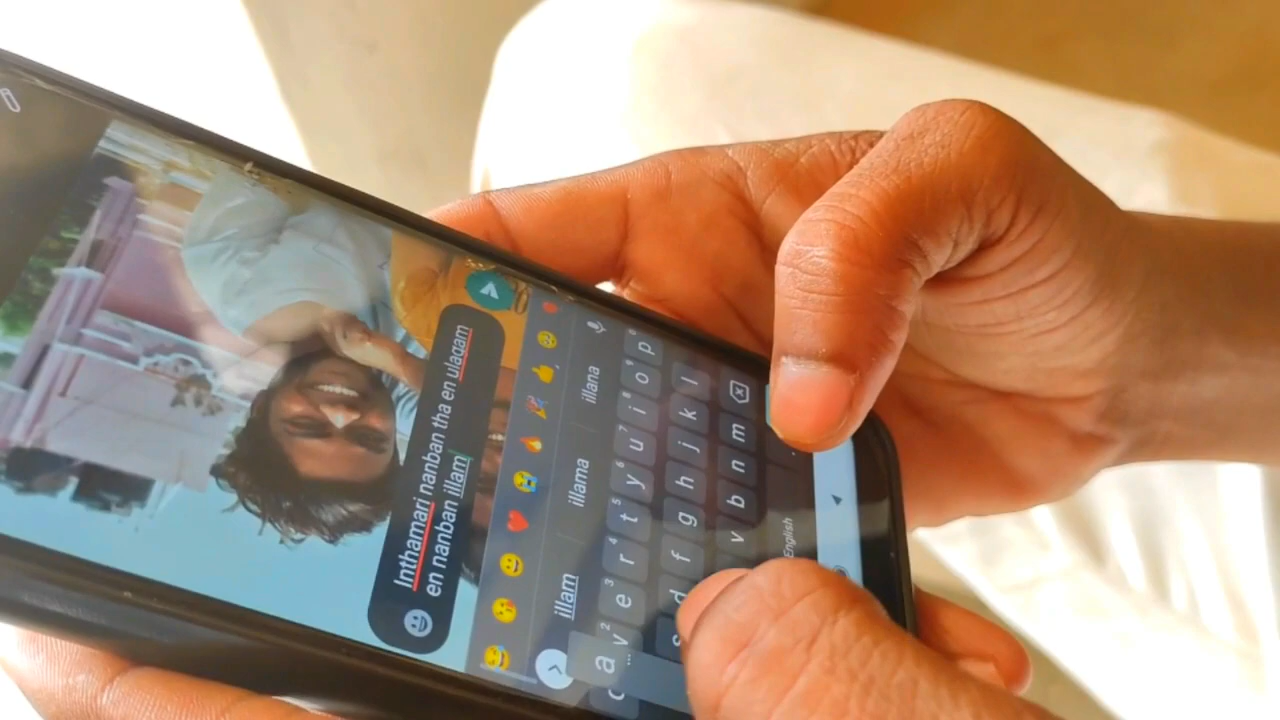 Inthamari nanban tha en ulagam
en nanban illam
illam illama illana
e r t y u i o p
d f g h j k l
v b n m
English